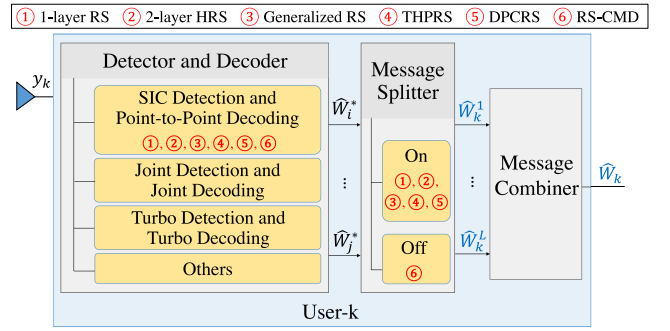 ① 1-layer RS ② 2-layer HRS ③ Generalized RS ④ THPRS ⑤ DPCRS ⑥ RS-CMD
y_k
Detector and Decoder
SIC Detection and
Point-to-Point Decoding
①, ②, ③, ④, ⑤, ⑥
Joint Detection and
Joint Decoding
Turbo Detection and
Turbo Decoding
Others
Ŵ_i^*
⋮
Ŵ_j^*
Message
Splitter
On
①, ②,
③, ④, ⑤
Off
⑥
Ŵ_k^1
⋮
Ŵ_k^L
Message
Combiner
Ŵ_k
User-k